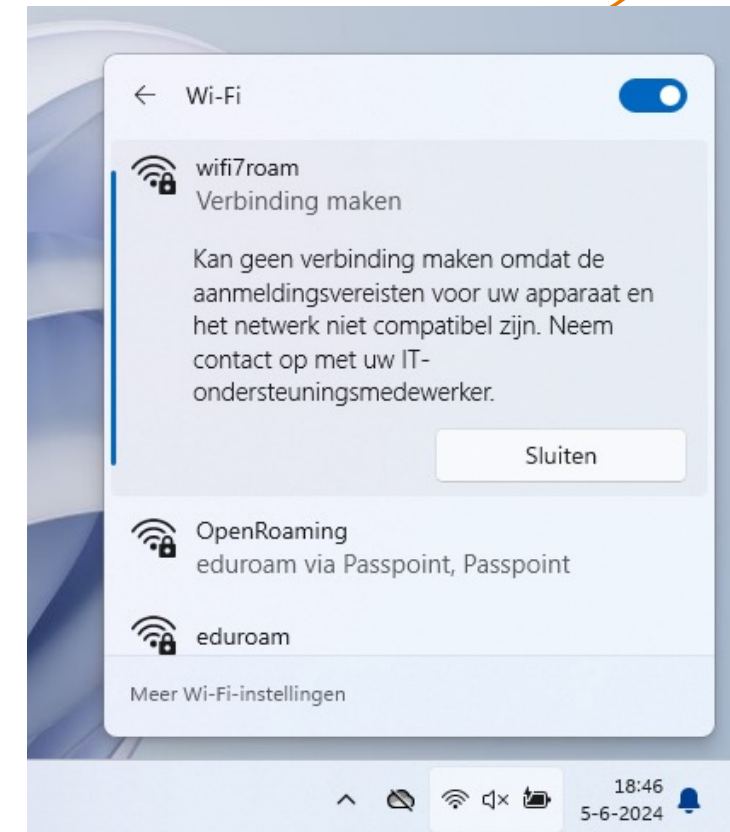 Wi-Fi
wifi7roam
Verbinding maken
Kan geen verbinding maken omdat de
aanmeldingsvereisten voor uw apparaat en
het netwerk niet compatibel zijn. Neem
contact op met uw IT-
ondersteuningsmedewerker.
Sluiten
OpenRoaming
eduroam via Passpoint, Passpoint
eduroam
Meer Wi-Fi-instellingen
18:46
5-6-2024